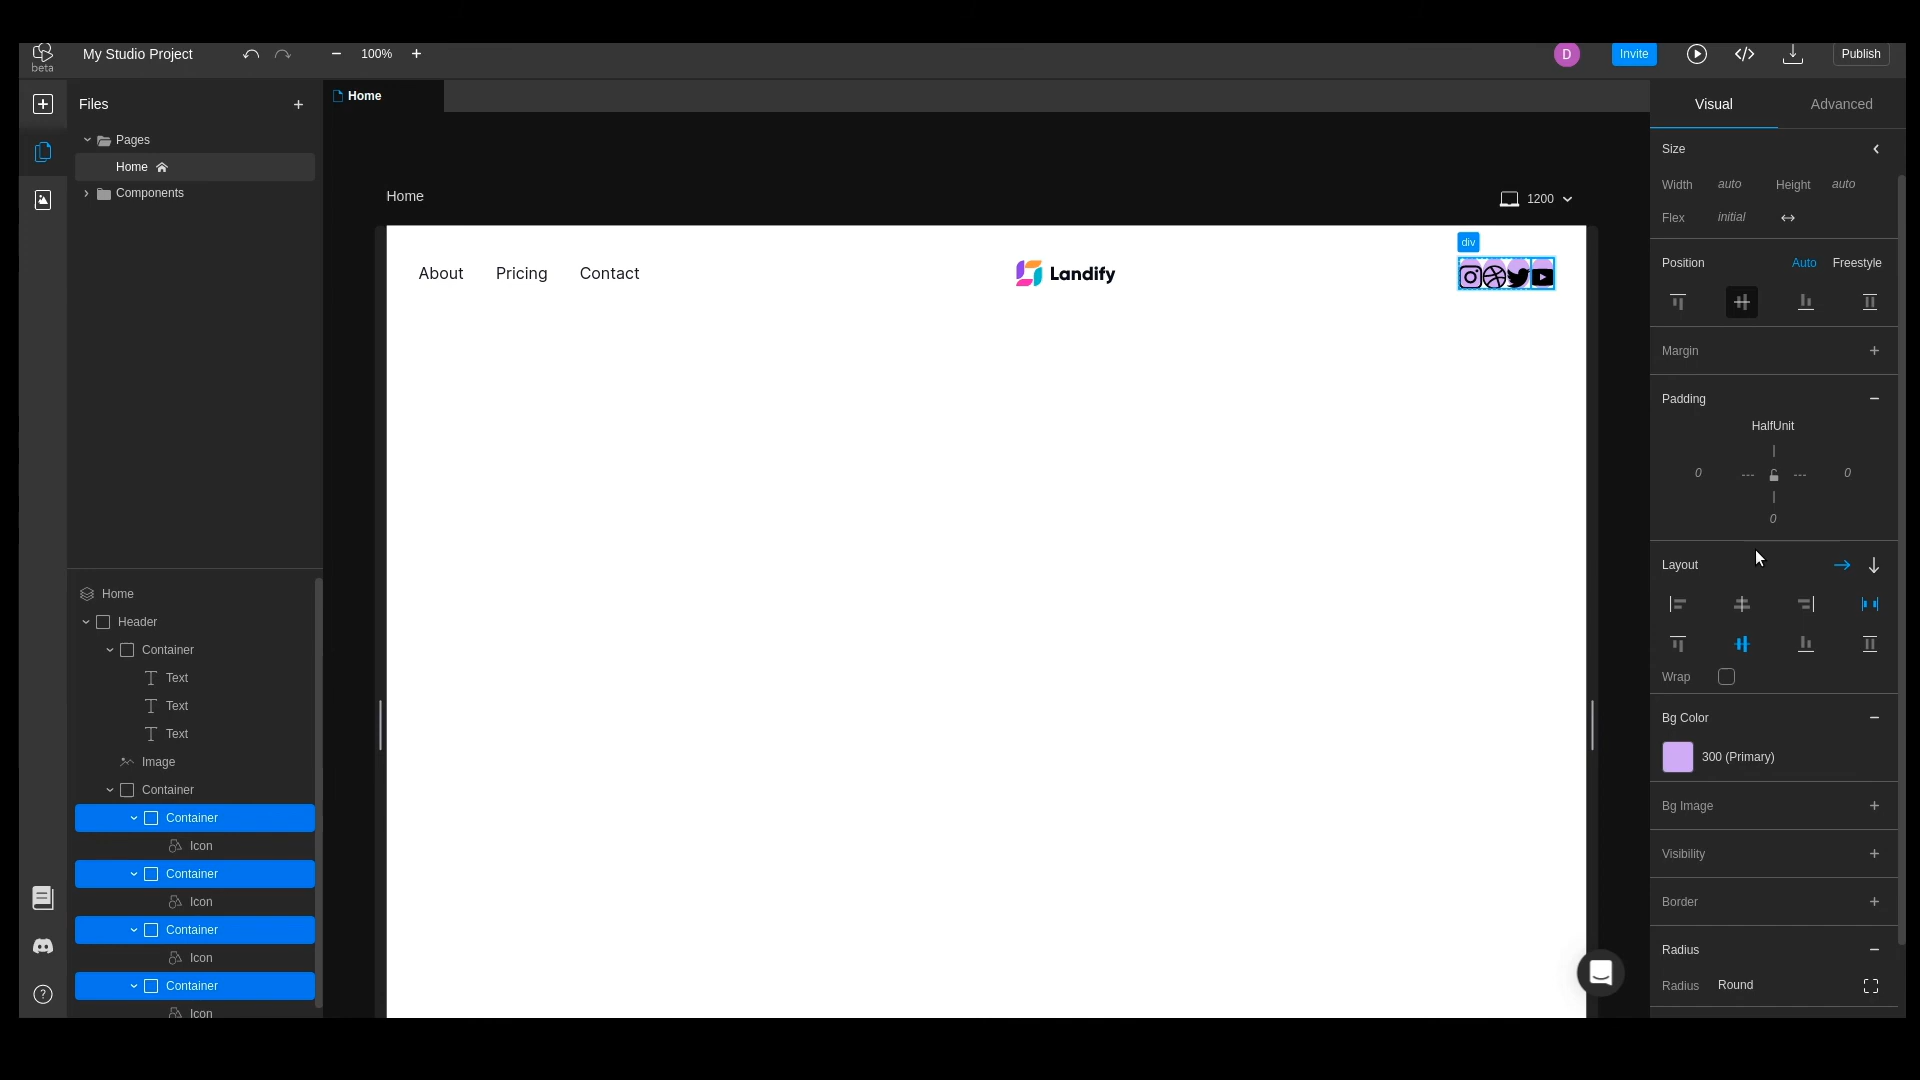 beta
My Studio Project
100%
D
Invite
Publish
Files
Home
Visual
Advanced
Pages
Home
Components
Home
1200
Size
Width auto Height auto
Flex initial
Position Auto Freestyle
div
About Pricing Contact
Landify
Margin
Padding
HalfUnit
0 --- --- 0
0
Layout
Wrap
Bg Color
300 (Primary)
Bg Image
Visibility
Border
Radius
Radius Round
Home
Header
Container
Text
Text
Text
Image
Container
Container
Icon
Container
Icon
Container
Icon
Container
Icon